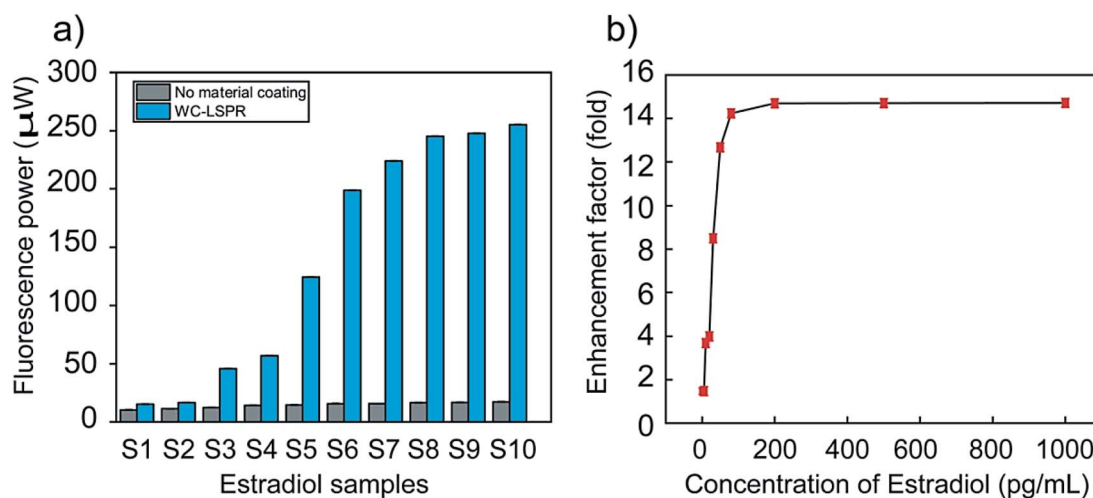 a)
Fluorescence power (μW)
300
250
200
150
100
50
0
No material coating
WC-LSPR
S1 S2 S3 S4 S5 S6 S7 S8 S9 S10
Estradiol samples
b)
Enhancement factor (fold)
16
14
12
10
8
6
4
2
0
0 200 400 600 800 1000
Concentration of Estradiol (pg/mL)